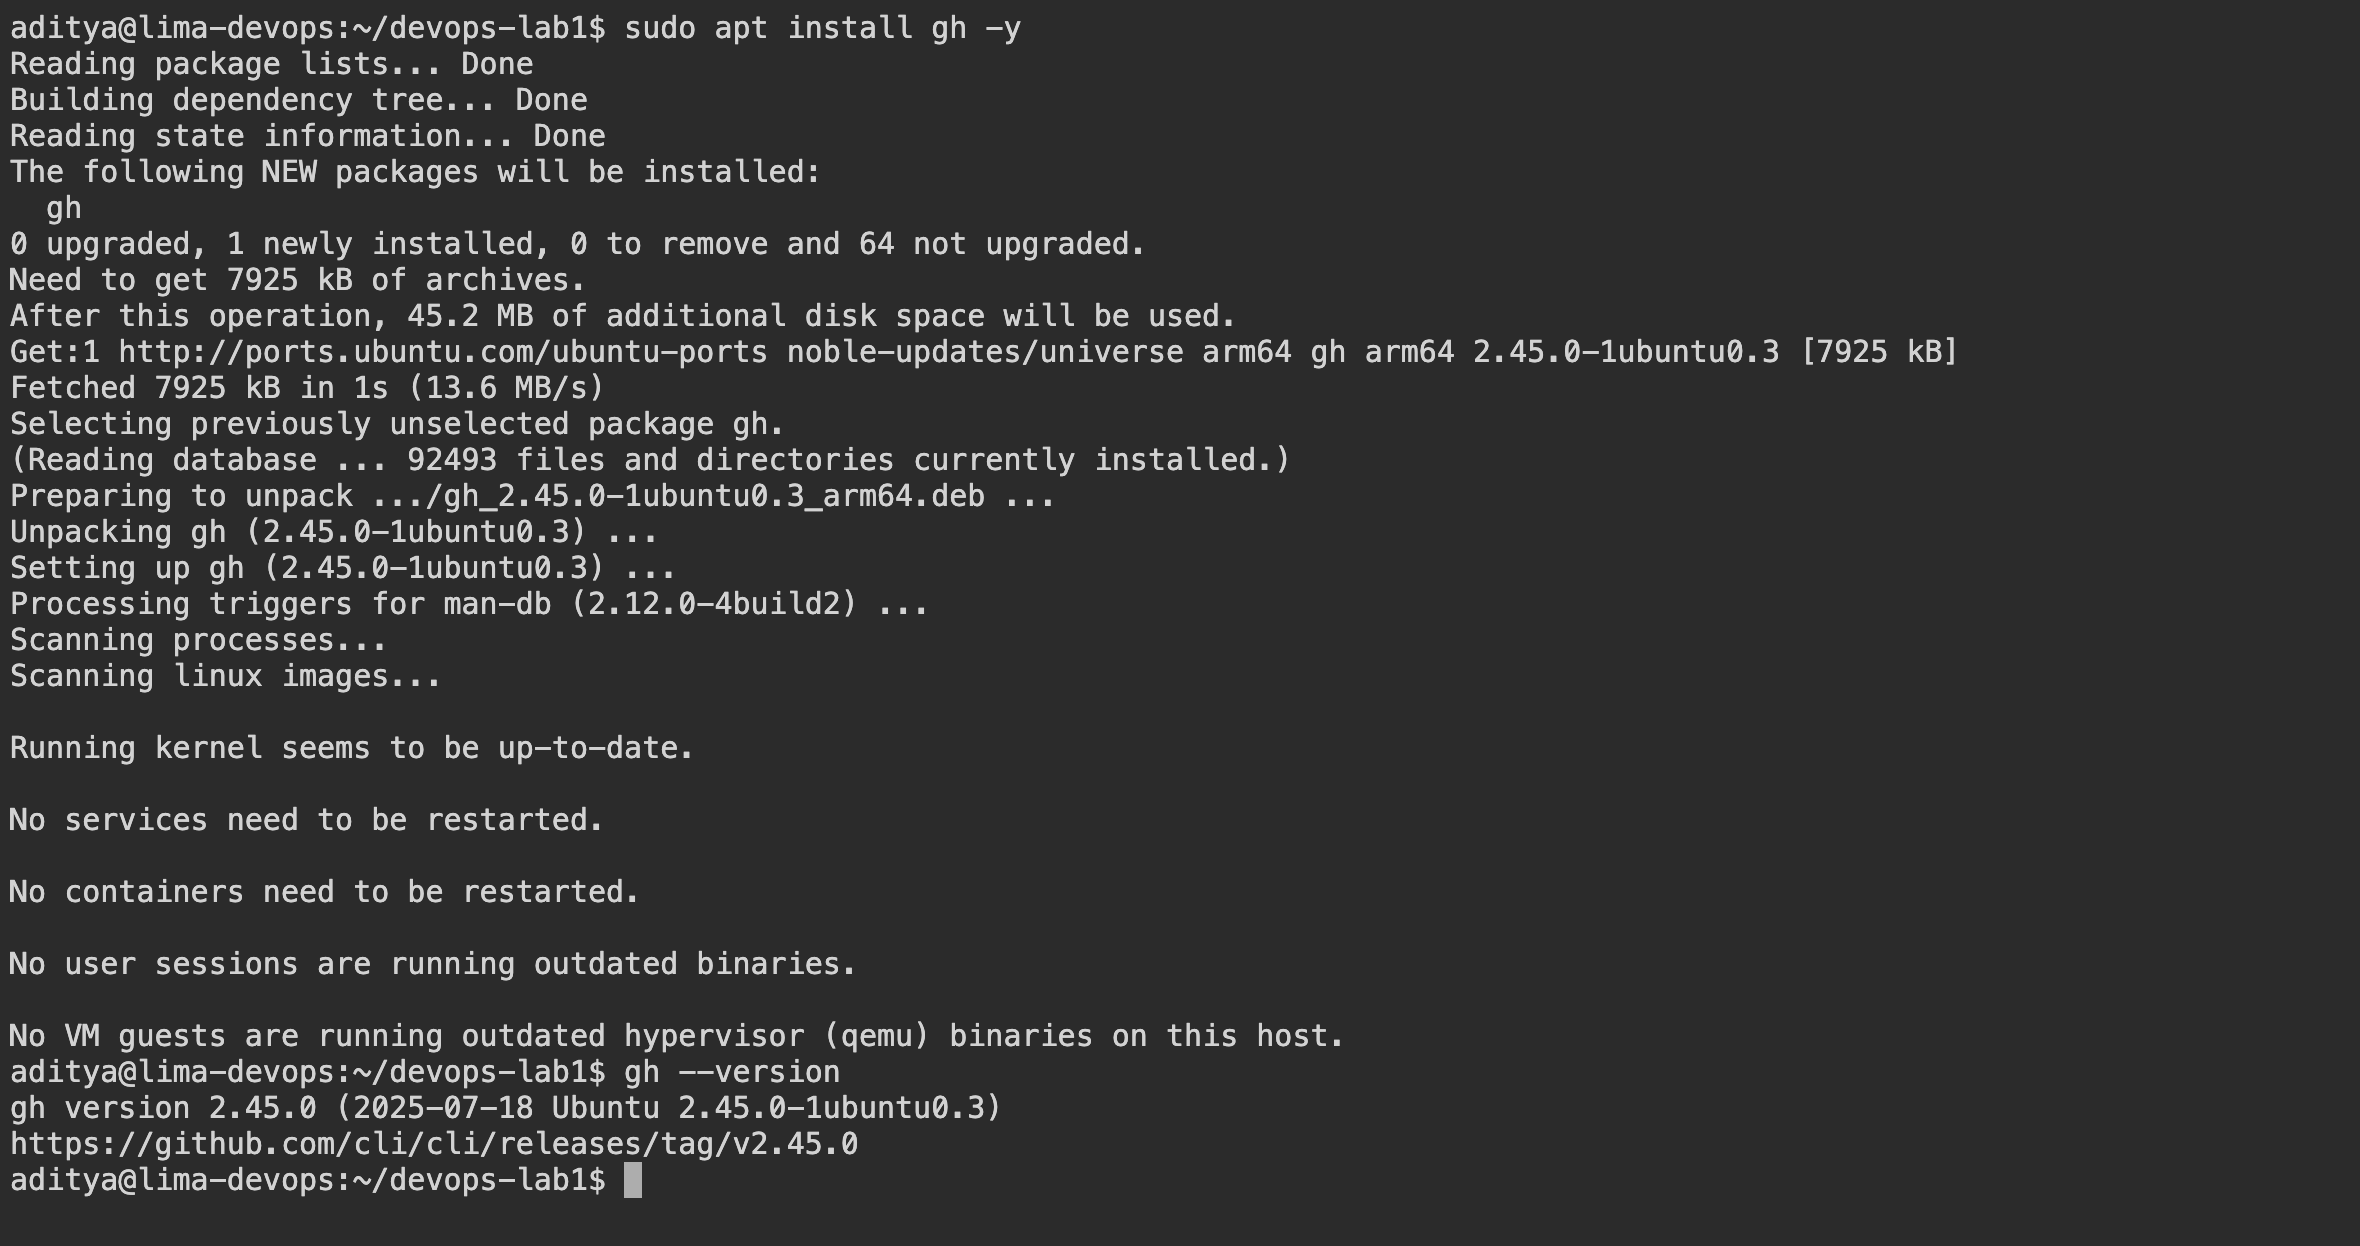 aditya@lima-devops:~/devops-lab1$ sudo apt install gh -y
Reading package lists... Done
Building dependency tree... Done
Reading state information... Done
The following NEW packages will be installed:
  gh
0 upgraded, 1 newly installed, 0 to remove and 64 not upgraded.
Need to get 7925 kB of archives.
After this operation, 45.2 MB of additional disk space will be used.
Get:1 http://ports.ubuntu.com/ubuntu-ports noble-updates/universe arm64 gh arm64 2.45.0-1ubuntu0.3 [7925 kB]
Fetched 7925 kB in 1s (13.6 MB/s)
Selecting previously unselected package gh.
(Reading database ... 92493 files and directories currently installed.)
Preparing to unpack .../gh_2.45.0-1ubuntu0.3_arm64.deb ...
Unpacking gh (2.45.0-1ubuntu0.3) ...
Setting up gh (2.45.0-1ubuntu0.3) ...
Processing triggers for man-db (2.12.0-4build2) ...
Scanning processes...
Scanning linux images...
Running kernel seems to be up-to-date.
No services need to be restarted.
No containers need to be restarted.
No user sessions are running outdated binaries.
No VM guests are running outdated hypervisor (qemu) binaries on this host.
aditya@lima-devops:~/devops-lab1$ gh --version
gh version 2.45.0 (2025-07-18 Ubuntu 2.45.0-1ubuntu0.3)
https://github.com/cli/cli/releases/tag/v2.45.0
aditya@lima-devops:~/devops-lab1$